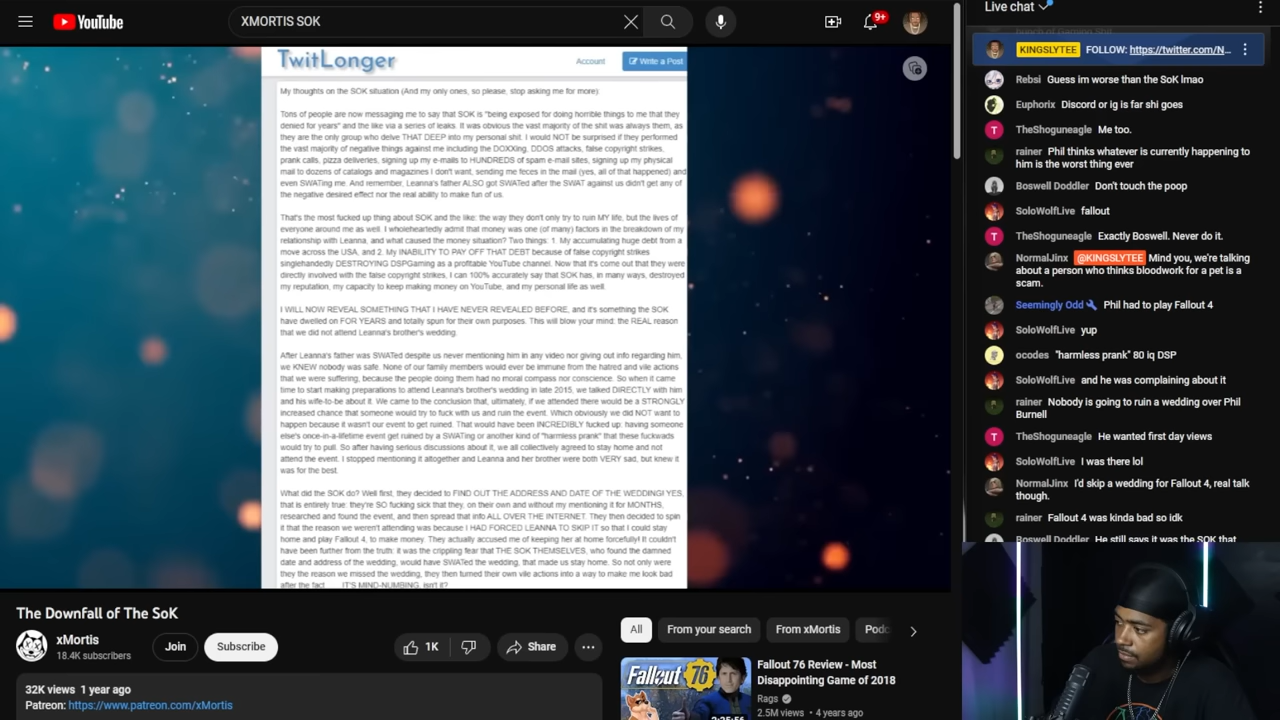 YouTube
XMORTIS SOK
9+
TwitLonger
Account
Write a Post
My thoughts on the SOK situation (And my only ones, so please, stop asking me for more)
Tons of people are now messaging me to say that SOK is "being exposed for doing horrible things to me that they
denied for years" and the like via a series of leaks. It was obvious the vast majority of the shit was always them, as
they are the only group who delve THAT DEEP into my personal shit. I would NOT be surprised if they performed
the vast majority of negative things against me including the DOXXing, DDOS attacks, false copyright strikes,
prank calls, pizza deliveries, signing up my e-mails to HUNDREDS of spam e-mail sites, signing up my physical
mail to dozens of catalogs and magazines I don't want, sending me feces in the mail (yes, all of that happened) and
even SWATing me. And remember, Leanna's father ALSO got SWATed after the SWAT against us didn't get any of
the negative desired effect nor the real ability to make fun of us.
That's the most fucked up thing about SOK and the like: the way they don't only try to ruin MY life, but the lives of
everyone around me as well. I wholeheartedly admit that money was one (of many) factors in the breakdown of my
relationship with Leanna, and what caused the money situation? Two things: 1. My accumulating huge debt from a
move across the USA, and 2. My INABILITY TO PAY OFF THAT DEBT because of false copyright strikes
singlehandedly DESTROYING DSPGaming as a profitable YouTube channel. Now that it's come out that they were
directly involved with the false copyright strikes, I can 100% accurately say that SOK has, in many ways, destroyed
my reputation, my capacity to keep making money on YouTube, and my personal life as well.
I WILL NOW REVEAL SOMETHING THAT I HAVE NEVER REVEALED BEFORE, and it's something the SOK
have dwelled on FOR YEARS and totally spun for their own purposes. This will blow your mind: the REAL reason
that we did not attend Leanna's brother's wedding.
After Leanna's father was SWATed despite us never mentioning him in any video nor giving out info regarding him,
we KNEW nobody was safe. None of our family members would ever be immune from the hatred and vile actions
that we were suffering, because the people doing them had no moral compass nor conscience. So when it came
time to start making preparations to attend Leanna's brother's wedding in late 2015, we talked DIRECTLY with him
and his wife-to-be about it. We came to the conclusion that, ultimately, if we attended there would be a STRONGLY
increased chance that someone would try to fuck with us and ruin the event. Which obviously we did NOT want to
happen because it wasn't our event to get ruined. That would have been INCREDIBLY fucked up: having someone
else's once-in-a-lifetime event get ruined by a SWATing or another kind of "harmless prank" that these fuckwads
would try to pull. So after having serious discussions about it, we all collectively agreed to stay home and not
attend the event. I stopped mentioning it altogether and Leanna and her brother were both VERY sad, but knew it
was for the best.
What did the SOK do? Well first, they decided to FIND OUT THE ADDRESS AND DATE OF THE WEDDING! YES,
that is entirely true: they're SO fucking sick that they, on their own and without my mentioning it for MONTHS,
researched and found the event, and then spread that info ALL OVER THE INTERNET. They then decided to spin
it that the reason we weren't attending was because I HAD FORCED LEANNA TO SKIP IT so that I could stay
home and play Fallout 4, to make money. They actually accused me of keeping her at home forcefully! It couldn't
have been further from the truth: it was the crippling fear that THE SOK THEMSELVES, who found the damned
date and address of the wedding, would have SWATed the wedding, that made us stay home. So not only were
they the reason we missed the wedding, they then turned their own vile actions into a way to make me look bad
after the fact IT'S MIND-NUMBING, isn't it?
The Downfall of The SoK
xMortis
18.4K subscribers
Join
Subscribe
1K
Share
32K views 1 year ago
Patreon: https://www.patreon.com/xMortis
All
From your search
From xMortis
Podc
Fallout 76
Fallout 76 Review - Most
Disappointing Game of 2018
Rags
2.5M views • 4 years ago
2:25:56
Live chat
KINGSLYTEE FOLLOW: https://twitter.com/N...
Rebsi Guess im worse than the SoK lmao
Euphorix Discord or ig is far shi goes
TheShoguneagle Me too.
rainer Phil thinks whatever is currently happening to
him is the worst thing ever
Boswell Doddler Don't touch the prop
SoloWolfLive fallout
TheShoguneagle Exactly Boswell. Never do it.
NormalJinx @KINGSLYTEE Mind you, we're talking
about a person who thinks bloodwork for a pet is a
scam.
Seemingly Odd Phil had to play Fallout 4
SoloWolfLive yup
ocodes "harmless prank" 80 iq DSP
SoloWolfLive and he was complaining about it
rainer Nobody is going to ruin a wedding over Phil
Burnell
TheShoguneagle He wanted first day views
SoloWolfLive I was there lol
NormalJinx I'd skip a wedding for Fallout 4, real talk
though.
rainer Fallout 4 was kinda bad so idk
Boswell Doddler He still says it was the SOK that